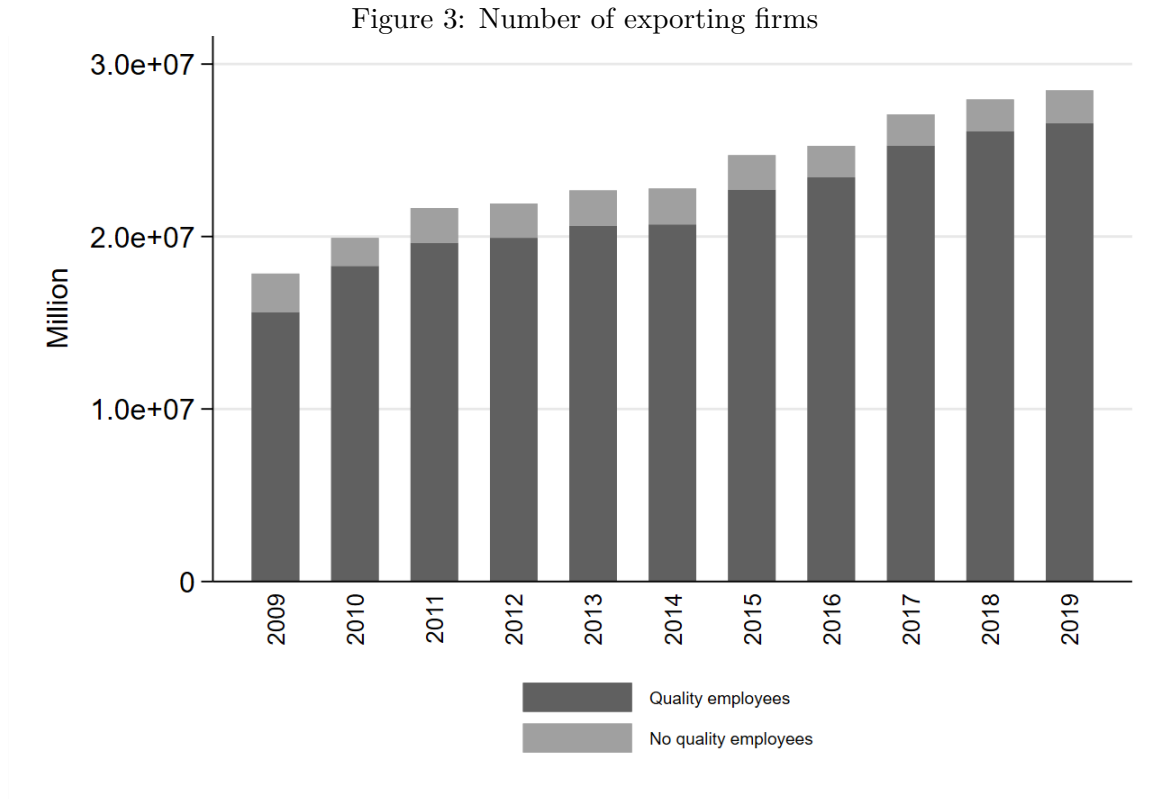 Figure 3: Number of exporting firms
3.0e+07
2.0e+07
1.0e+07
0
Million
2009
2010
2011
2012
2013
2014
2015
2016
2017
2018
2019
Quality employees
No quality employees